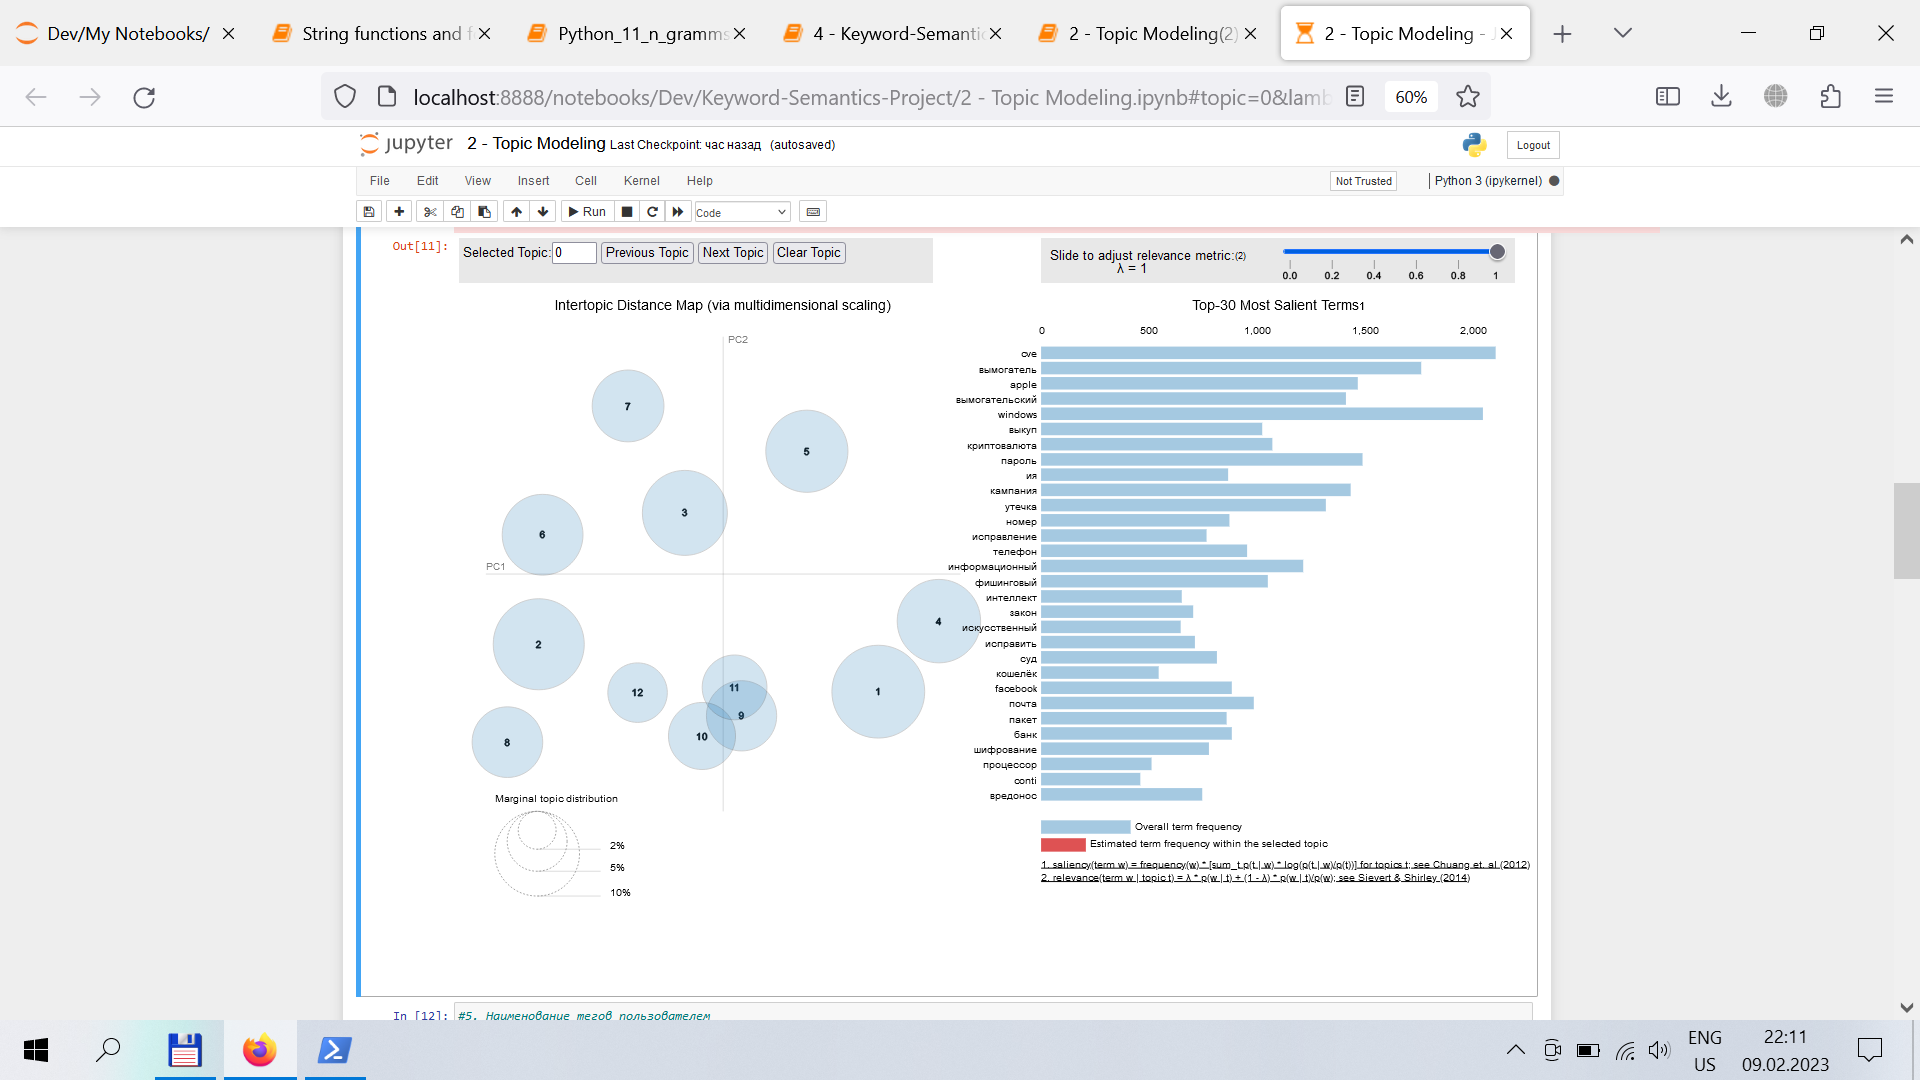 Dev/My Notebooks/
String functions and f
Python_11_n_grams
4 - Keyword-Semantic
2 - Topic Modeling(2)
2 - Topic Modeling - J
localhost:8888/notebooks/Dev/Keyword-Semantics-Project/2 - Topic Modeling.ipynb#topic=0&lamb
60%
jupyter 2 - Topic Modeling Last Checkpoint: час назад (autosaved)
Logout
File Edit View Insert Cell Kernel Help
Not Trusted
Python 3 (ipykernel)
Run
Code
Out[11]:
Selected Topic: 0 Previous Topic Next Topic Clear Topic
Slide to adjust relevance metric:(2)
λ = 1
0.0 0.2 0.4 0.6 0.8 1
Intertopic Distance Map (via multidimensional scaling)
PC2
PC1
7
5
3
6
4
2
11
12
1
9
10
8
Marginal topic distribution
2%
5%
10%
Top-30 Most Salient Terms1
0 500 1,000 1,500 2,000
cve
вымогатель
apple
вымогательский
windows
выкуп
криптовалюта
пароль
ия
кампания
утечка
номер
исправление
телефон
информационный
фишинговый
интеллект
закон
искусственный
исправить
суд
кошелёк
facebook
почта
пакет
банк
шифрование
процессор
conti
вредонос
Overall term frequency
Estimated term frequency within the selected topic
1. saliency(term w) = frequency(w) * [sum_t p(t | w) * log(p(t | w)/p(t))] for topics t; see Chuang et. al (2012)
2. relevance(term w | topic t) = λ * p(w | t) + (1 - λ) * p(w | t)/p(w); see Sievert & Shirley (2014)
In [12]: #5. Наименование тегов пользователем
ENG
US
22:11
09.02.2023